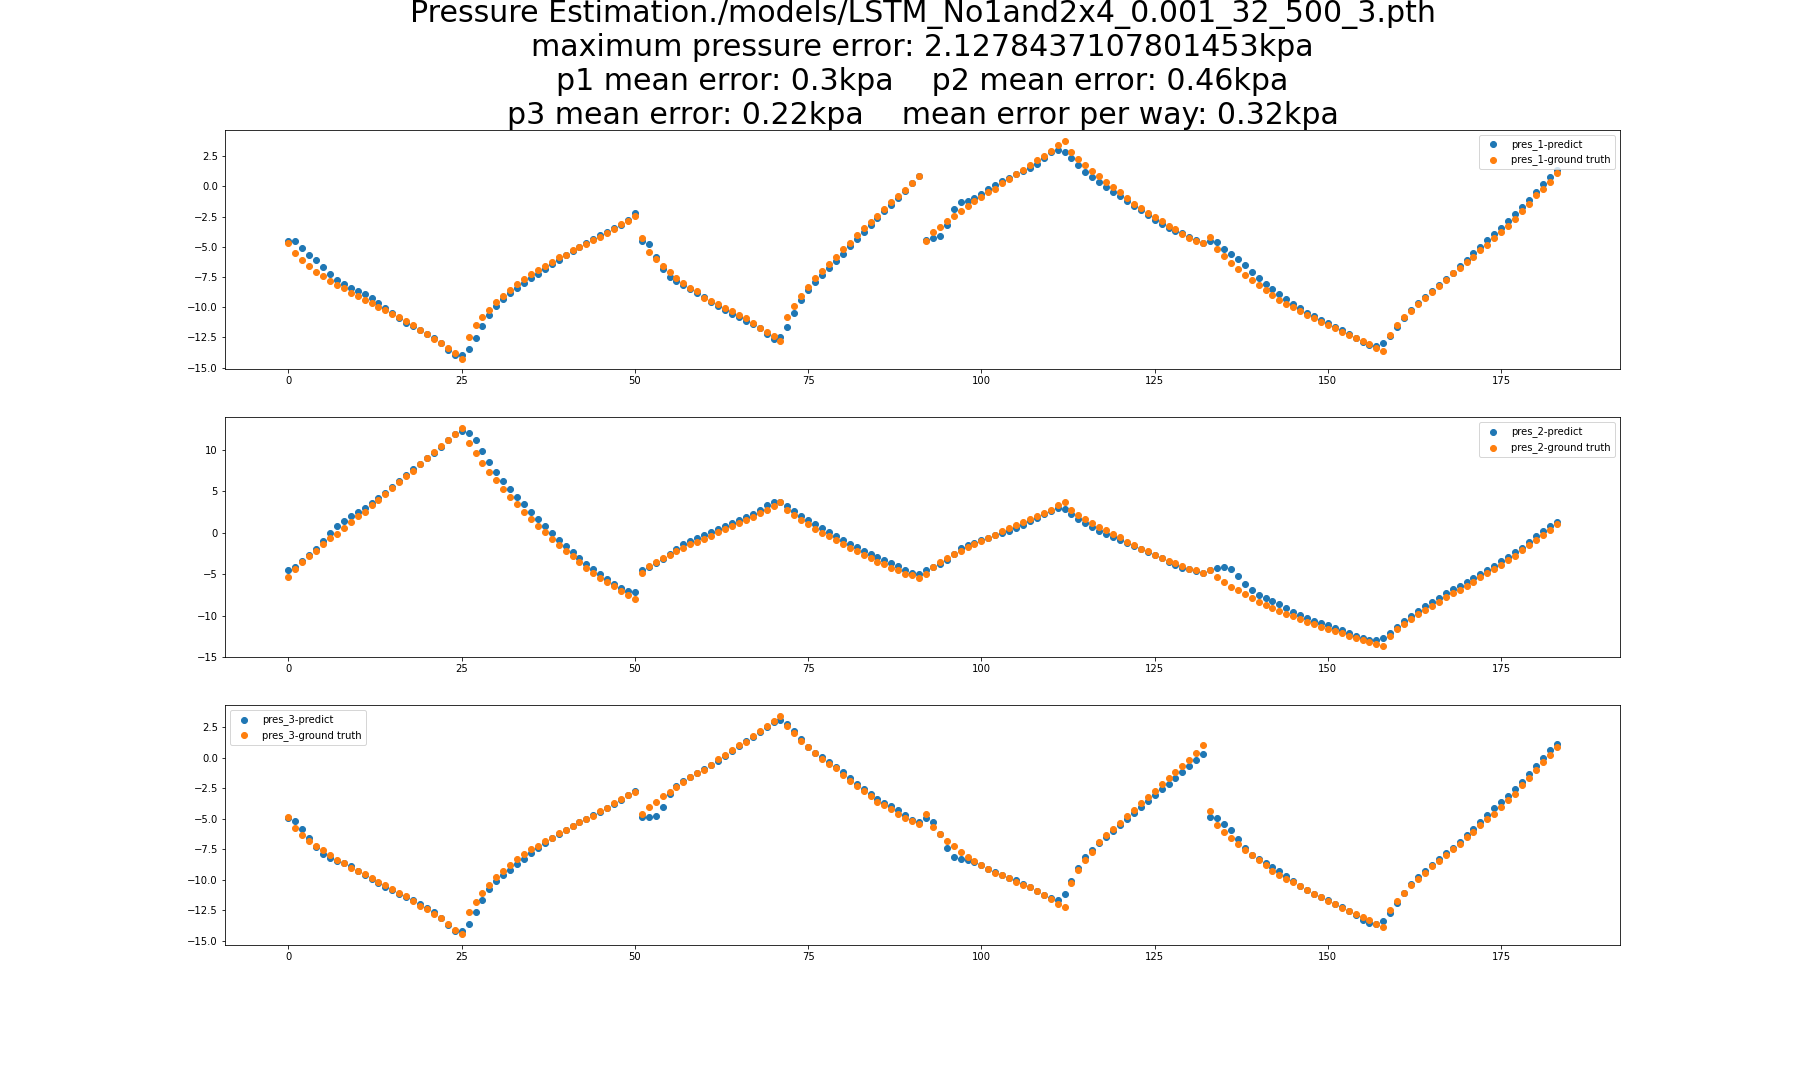 Pressure Estimation./models/LSTM_No1and2x4_0.001_32_500_3.pth
maximum pressure error: 2.1278437107801453kpa
p1 mean error: 0.3kpa    p2 mean error: 0.46kpa
p3 mean error: 0.22kpa    mean error per way: 0.32kpa
pres_1-predict
pres_1-ground truth
2.5
0.0
−2.5
−5.0
−7.5
−10.0
−12.5
−15.0
0 25 50 75 100 125 150 175
pres_2-predict
pres_2-ground truth
10
5
0
−5
−10
−15
0 25 50 75 100 125 150 175
pres_3-predict
pres_3-ground truth
2.5
0.0
−2.5
−5.0
−7.5
−10.0
−12.5
−15.0
0 25 50 75 100 125 150 175